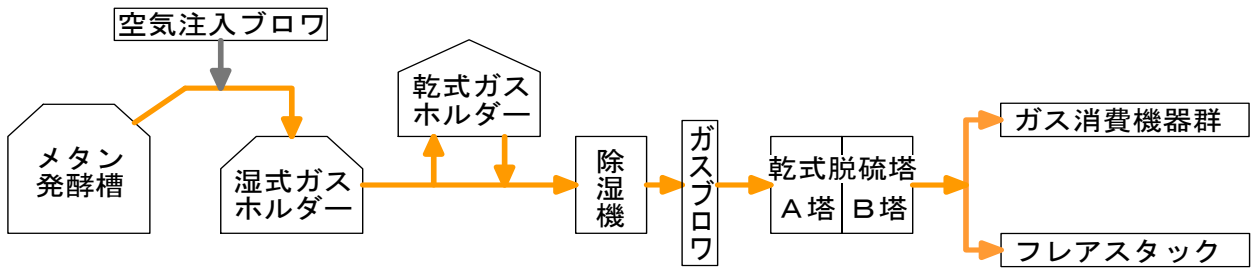 空気注入ブロワ
メタン
発酵槽
湿式ガス
ホルダー
乾式ガス
ホルダー
除湿機
ガスブロワ
乾式脱硫塔
A塔
B塔
ガス消費機器群
フレアスタック